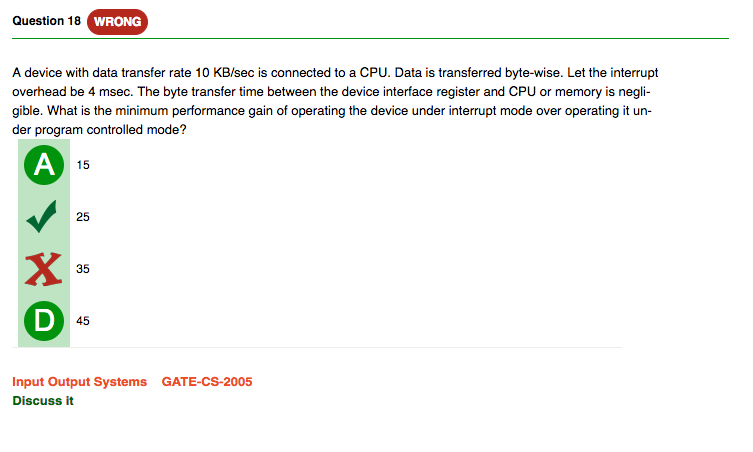 Question 18 WRONG
A device with data transfer rate 10 KB/sec is connected to a CPU. Data is transferred byte-wise. Let the interrupt
overhead be 4 msec. The byte transfer time between the device interface register and CPU or memory is negli-
gible. What is the minimum performance gain of operating the device under interrupt mode over operating it un-
der program controlled mode?
A 15
25
X 35
D 45
Input Output Systems GATE-CS-2005
Discuss it